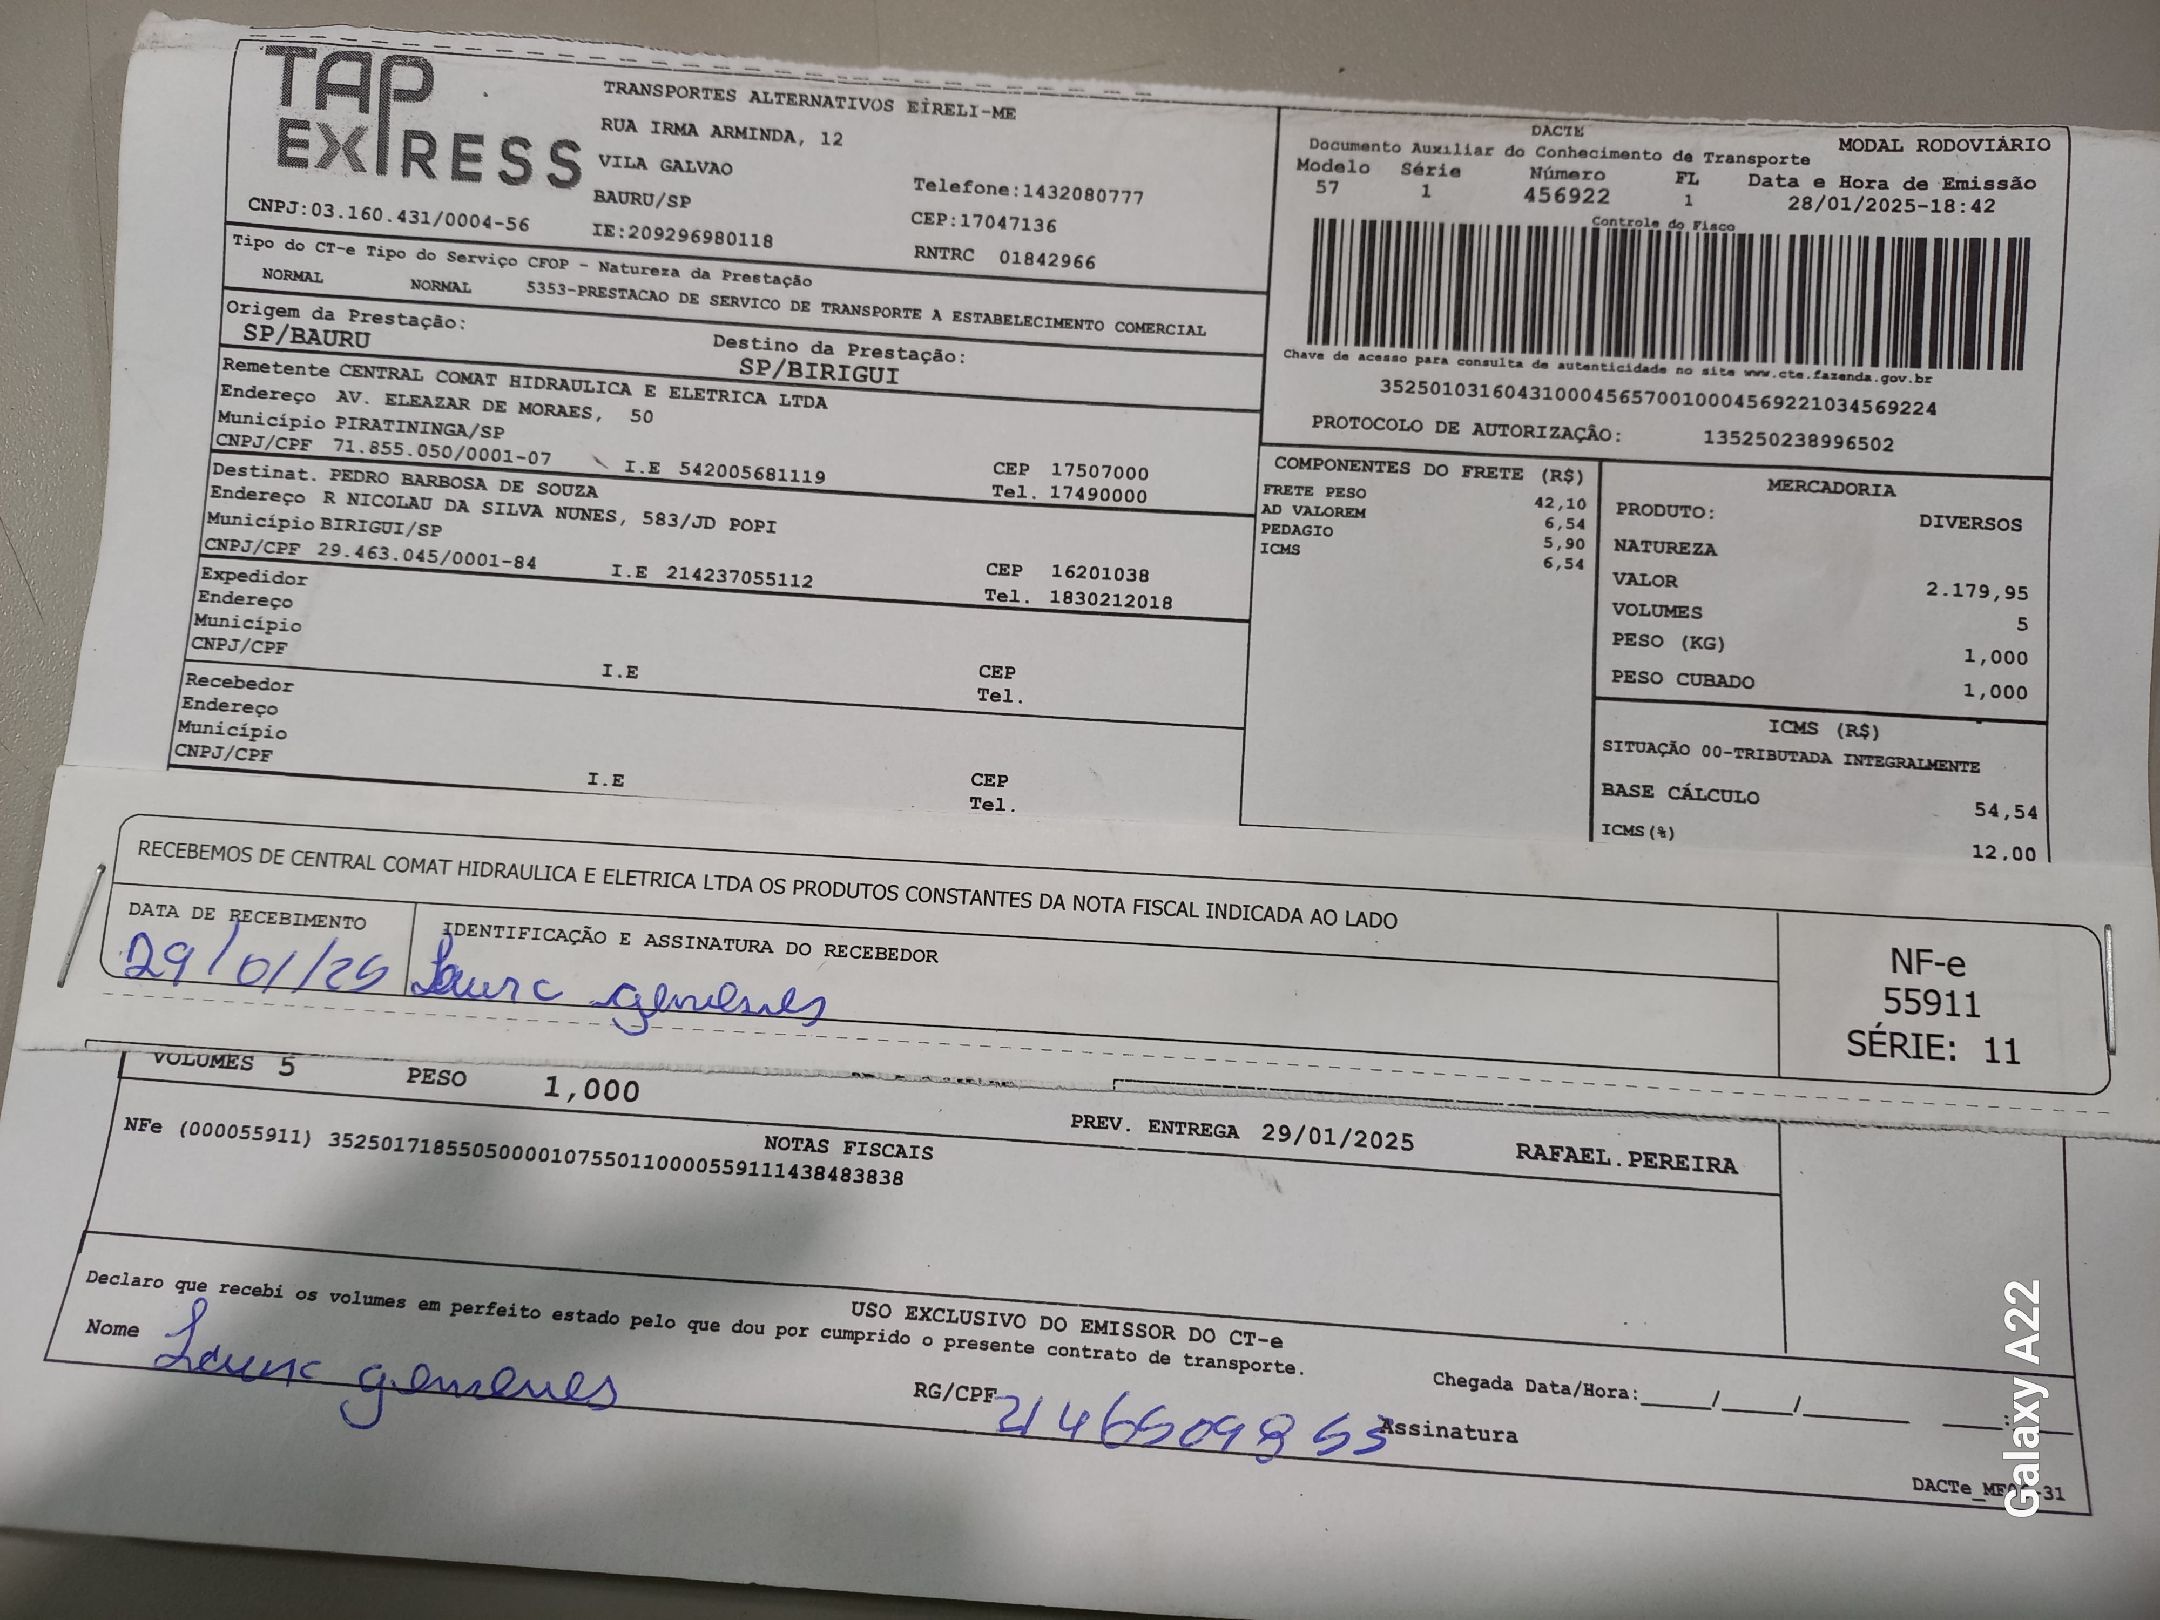 TAP EXPRESS
TRANSPORTES ALTERNATIVOS EIRELI-ME
RUA IRMA ARMINDA, 12
VILA GALVAO
BAURU/SP
Telefone:1432080777
CEP:17047136
CNPJ:03.160.431/0004-56
IE:209296980118
RNTRC 01842966
DACTE
MODAL RODOVIÁRIO
Documento Auxiliar do Conhecimento de Transporte
Modelo Série Número FL Data e Hora de Emissão
57 1 456922 1 28/01/2025-18:42
Controle do Fisco
Chave de acesso para consulta de autenticidade no site www.cte.fazenda.gov.br
35250103160431000456570010004569221034569224
PROTOCOLO DE AUTORIZAÇÃO: 135250238996502
Tipo do CT-e Tipo do Serviço CFOP - Natureza da Prestação
NORMAL NORMAL 5353-PRESTACAO DE SERVICO DE TRANSPORTE A ESTABELECIMENTO COMERCIAL
Origem da Prestação:
SP/BAURU
Destino da Prestação:
SP/BIRIGUI
Remetente CENTRAL COMAT HIDRAULICA E ELETRICA LTDA
Endereço AV. ELEAZAR DE MORAES, 50
Município PIRATININGA/SP
CNPJ/CPF 71.855.050/0001-07 I.E 542005681119
CEP 17507000
Tel. 17490000
Destinat. PEDRO BARBOSA DE SOUZA
Endereço R NICOLAU DA SILVA NUNES, 583/JD POPI
Município BIRIGUI/SP
CNPJ/CPF 29.463.045/0001-84 I.E 214237055112
CEP 16201038
Tel. 1830212018
Expedidor
Endereço
Município
CNPJ/CPF
I.E
CEP
Tel.
Recebedor
Endereço
Município
CNPJ/CPF
I.E
CEP
Tel.
COMPONENTES DO FRETE (R$)
FRETE PESO 42,10
AD VALOREM 6,54
PEDAGIO 5,90
ICMS 6,54
MERCADORIA
PRODUTO: DIVERSOS
NATUREZA
VALOR 2.179,95
VOLUMES 5
PESO (KG) 1,000
PESO CUBADO 1,000
ICMS (R$)
SITUAÇÃO 00-TRIBUTADA INTEGRALMENTE
BASE CÁLCULO 54,54
ICMS(%) 12,00
RECEBEMOS DE CENTRAL COMAT HIDRAULICA E ELETRICA LTDA OS PRODUTOS CONSTANTES DA NOTA FISCAL INDICADA AO LADO
DATA DE RECEBIMENTO
29/01/25
IDENTIFICAÇÃO E ASSINATURA DO RECEBEDOR
NF-e
55911
SÉRIE: 11
VOLUMES 5 PESO 1,000
PREV. ENTREGA 29/01/2025 RAFAEL.PEREIRA
NOTAS FISCAIS
NFe (000055911) 35250171855050000107550110000559111438483838
USO EXCLUSIVO DO EMISSOR DO CT-e
Declaro que recebi os volumes em perfeito estado pelo que dou por cumprido o presente contrato de transporte.
Nome
RG/CPF
Chegada Data/Hora:____/____/______ ____:____
Assinatura
Galaxy A22